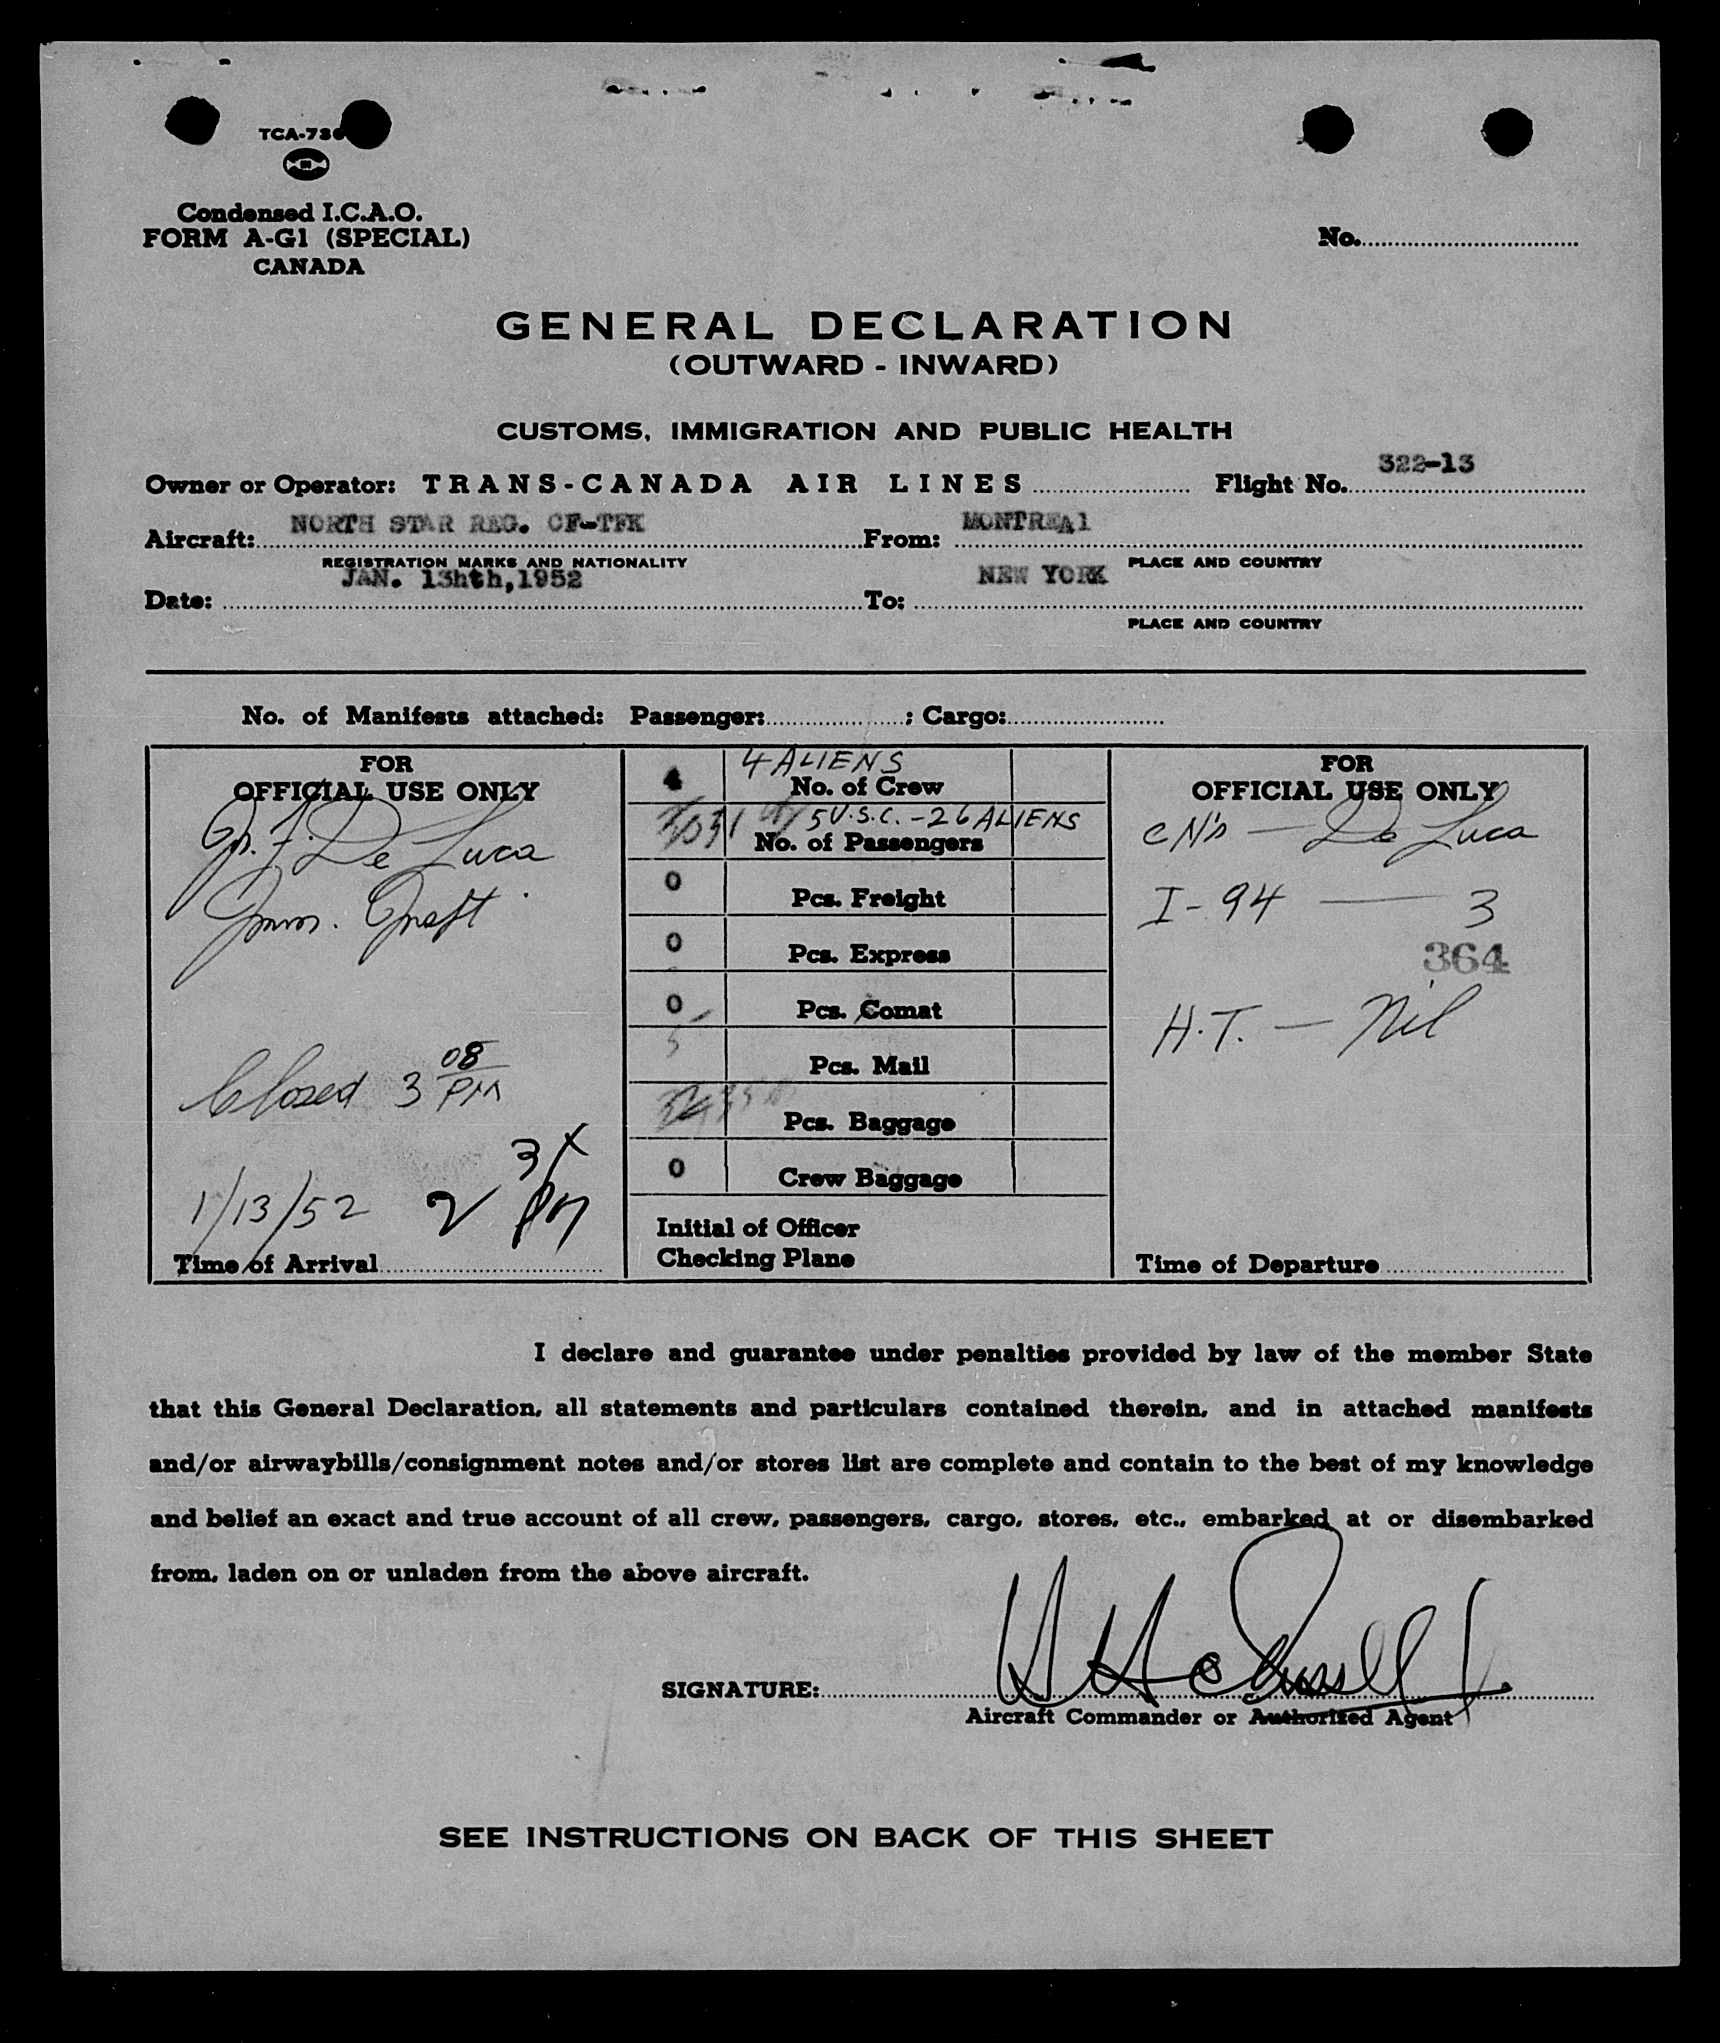 TCA-73
Condensed I.C.A.O.
FORM A-G1 (SPECIAL)
CANADA
No.
GENERAL DECLARATION
(OUTWARD - INWARD)
CUSTOMS, IMMIGRATION AND PUBLIC HEALTH
Owner or Operator: TRANS-CANADA AIR LINES Flight No. 322-13
Aircraft: NORTH STAR REG. CF-TFK From: MONTREAl
REGISTRATION MARKS AND NATIONALITY PLACE AND COUNTRY
Date: JAN. 13hth,1952 To: NEW YORK
PLACE AND COUNTRY
No. of Manifests attached: Passenger: ; Cargo:
FOR
OFFICIAL USE ONLY
De Luca
Closed 3 08 PM
1/13/52 2 PM
Time of Arrival
4 4 ALIENS
No. of Crew
31 5 U.S.C. - 26 ALIENS
No. of Passengers
0 Pcs. Freight
0 Pcs. Express
0 Pcs. Comat
5 Pcs. Mail
Pcs. Baggage
0 Crew Baggage
Initial of Officer
Checking Plane
FOR
OFFICIAL USE ONLY
De Luca
I-94 — 3
364
H.T. — Nil
Time of Departure
I declare and guarantee under penalties provided by law of the member State
that this General Declaration, all statements and particulars contained therein, and in attached manifests
and/or airwaybills/consignment notes and/or stores list are complete and contain to the best of my knowledge
and belief an exact and true account of all crew, passengers, cargo, stores, etc., embarked at or disembarked
from, laden on or unladen from the above aircraft.
SIGNATURE:
Aircraft Commander or Authorized Agent
SEE INSTRUCTIONS ON BACK OF THIS SHEET